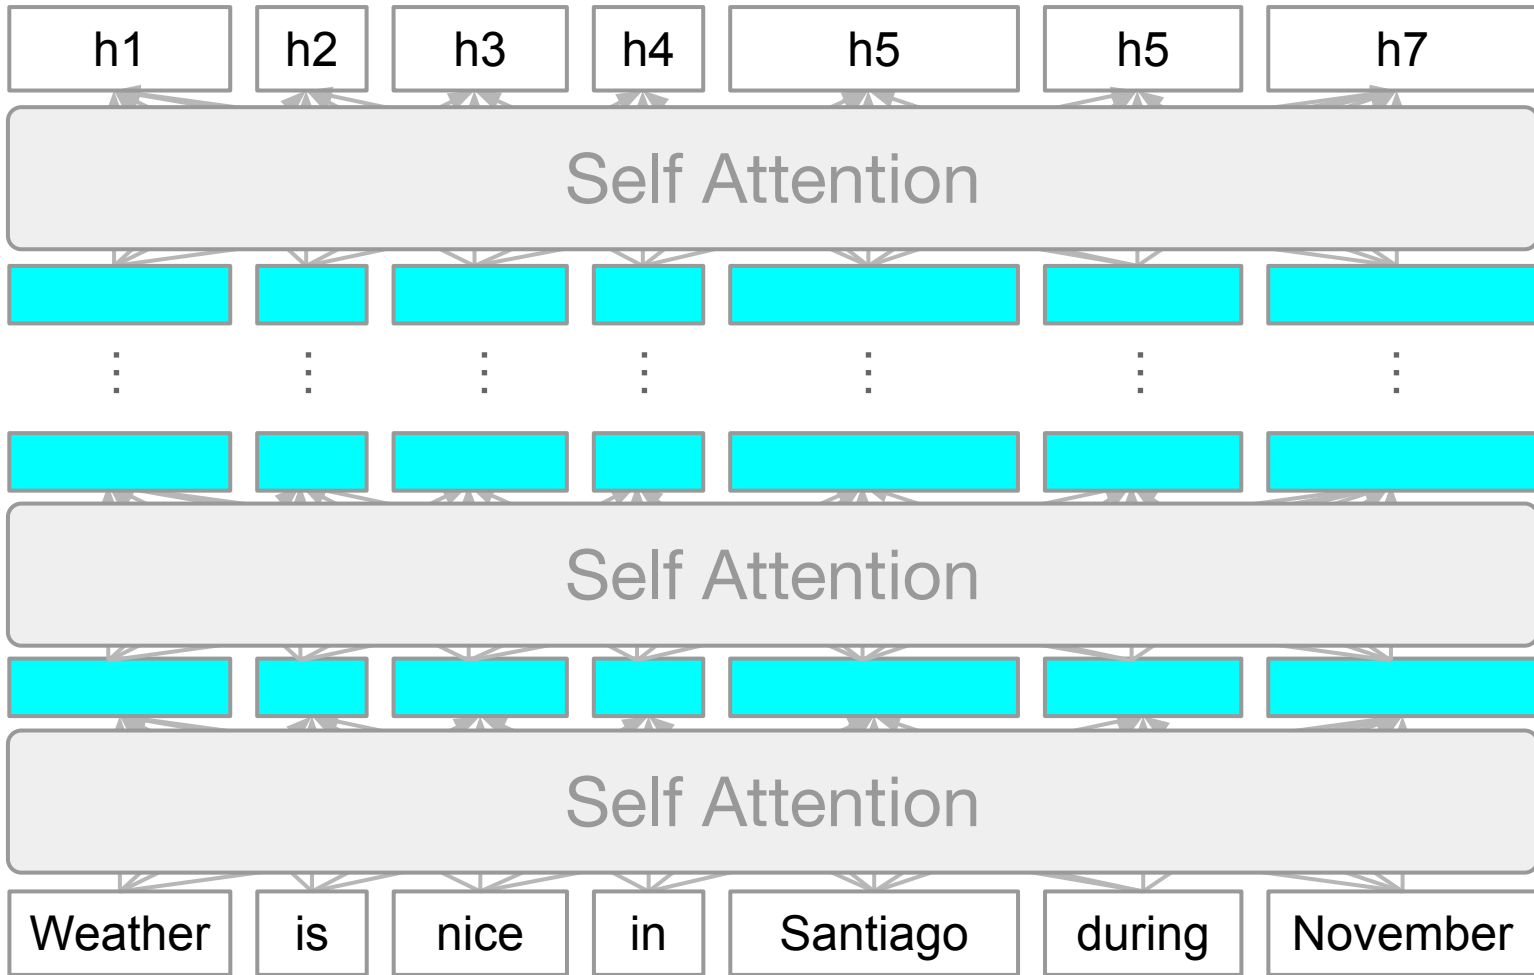 h1 h2 h3 h4 h5 h5 h7
Self Attention
Self Attention
Self Attention
Weather is nice in Santiago during November